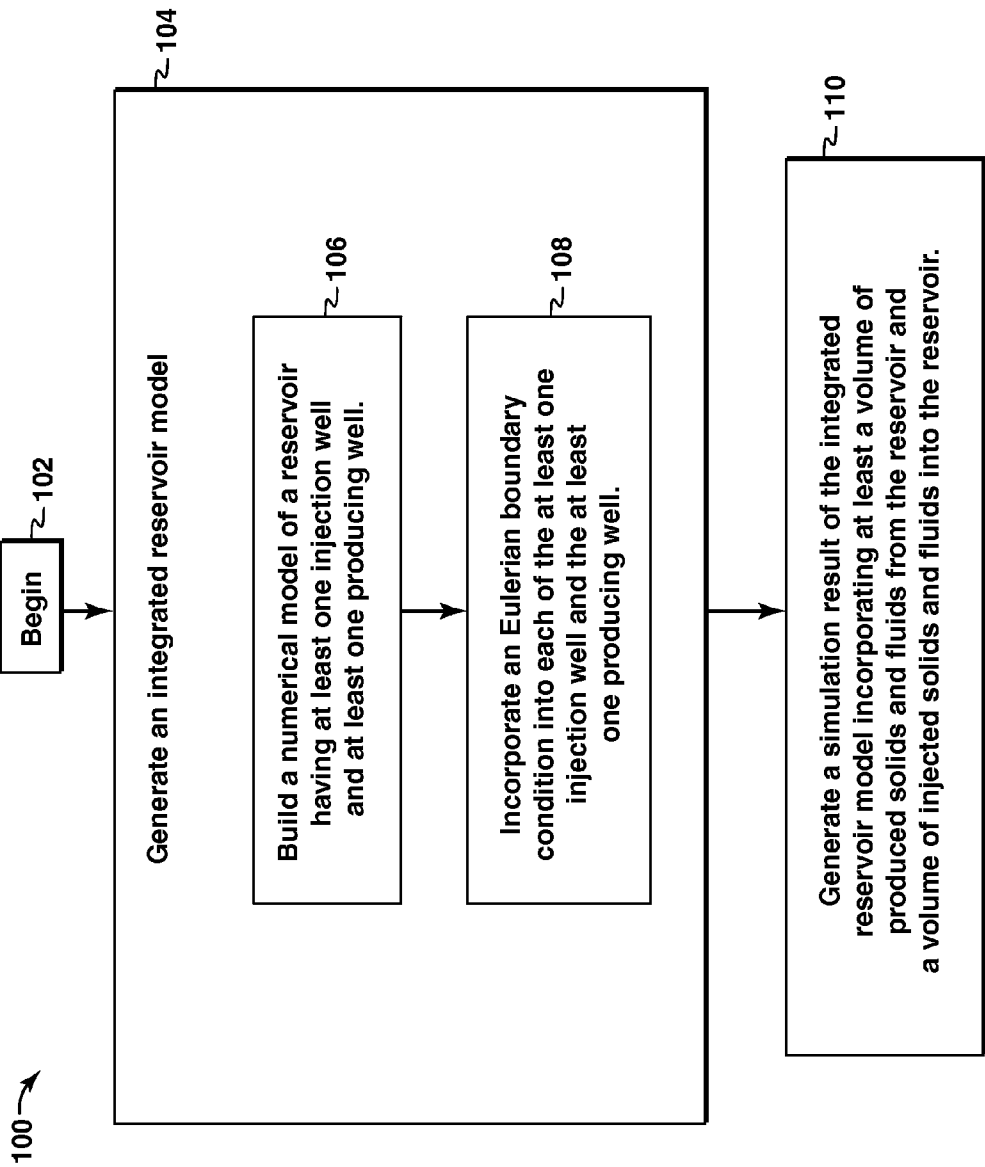 100
Begin
102
104
Generate an integrated reservoir model
106
Build a numerical model of a reservoir
having at least one injection well
and at least one producing well.
108
Incorporate an Eulerian boundary
condition into each of the at least one
injection well and the at least
one producing well.
110
Generate a simulation result of the integrated
reservoir model incorporating at least a volume of
produced solids and fluids from the reservoir and
a volume of injected solids and fluids into the reservoir.